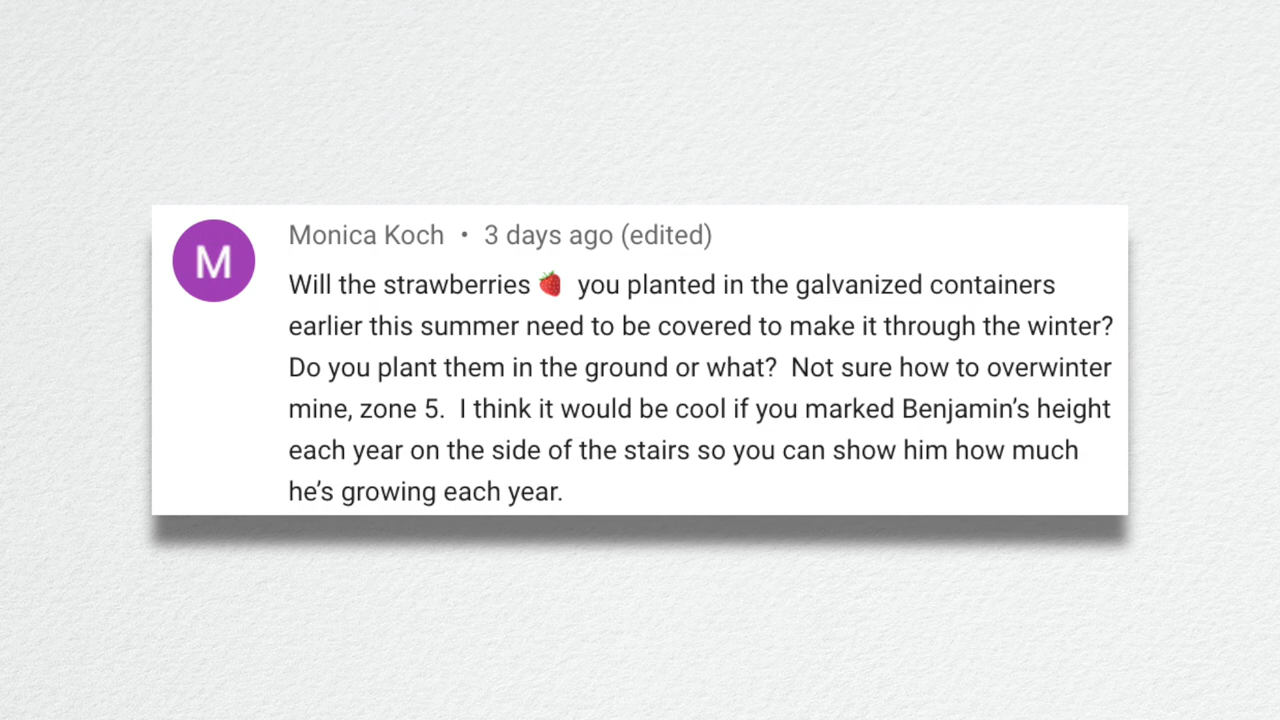 M
Monica Koch • 3 days ago (edited)
Will the strawberries 🍓 you planted in the galvanized containers
earlier this summer need to be covered to make it through the winter?
Do you plant them in the ground or what?  Not sure how to overwinter
mine, zone 5.  I think it would be cool if you marked Benjamin’s height
each year on the side of the stairs so you can show him how much
he’s growing each year.